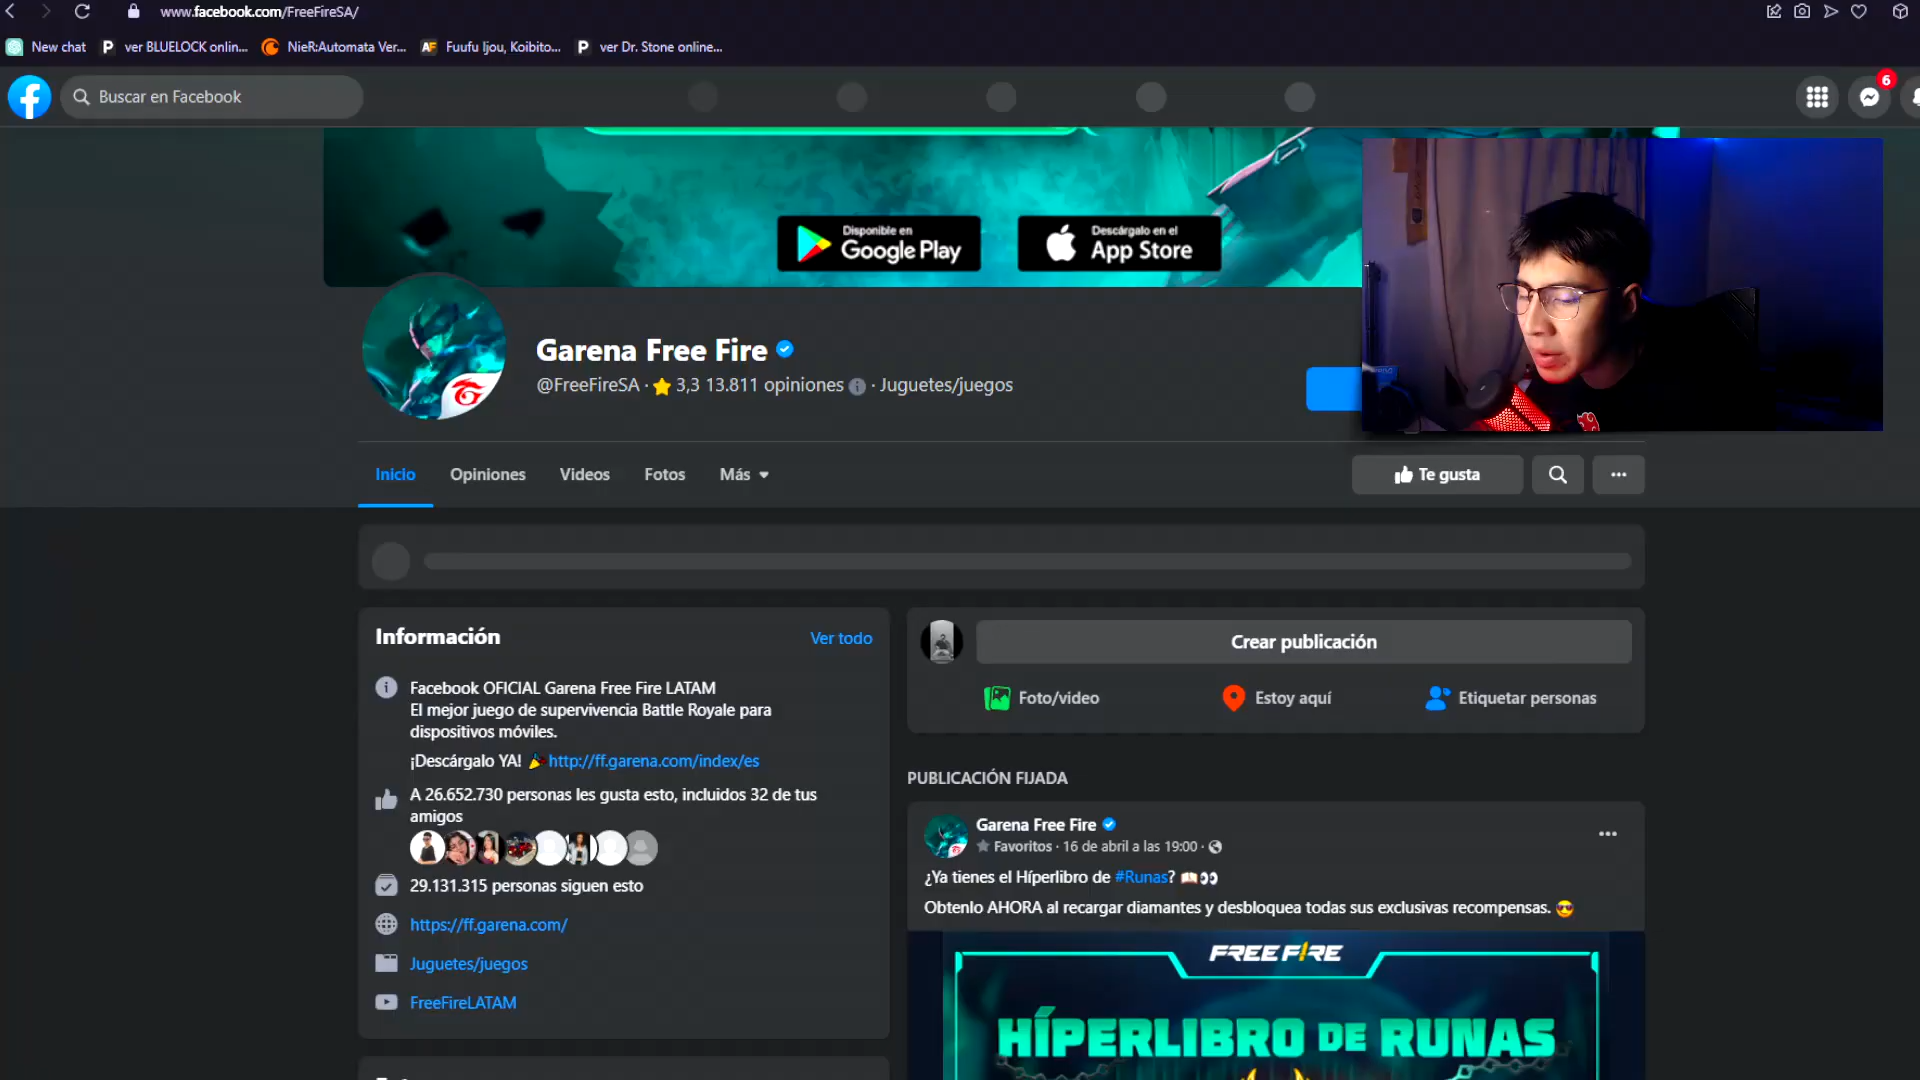 www.facebook.com/FreeFireSA/
New chat
ver BLUELOCK onlin...
NieR:Automata Ver...
AF
Fuufu Ijou, Koibito...
ver Dr. Stone online...
Buscar en Facebook
6
Disponible en
Google Play
Descárgalo en el
App Store
Garena Free Fire
@FreeFireSA · 3,3 13.811 opiniones · Juguetes/juegos
Inicio
Opiniones
Videos
Fotos
Más
Te gusta
Información
Ver todo
Facebook OFICIAL Garena Free Fire LATAM
El mejor juego de supervivencia Battle Royale para
dispositivos móviles.
¡Descárgalo YA! 🎉 http://ff.garena.com/index/es
A 26.652.730 personas les gusta esto, incluidos 32 de tus
amigos
29.131.315 personas siguen esto
https://ff.garena.com/
Juguetes/juegos
FreeFireLATAM
Crear publicación
Foto/video
Estoy aquí
Etiquetar personas
PUBLICACIÓN FIJADA
Garena Free Fire
Favoritos · 16 de abril a las 19:00 ·
¿Ya tienes el Híperlibro de #Runas? 📖👀
Obtenlo AHORA al recargar diamantes y desbloquea todas sus exclusivas recompensas. 😎
FREE FIRE
HÍPERLIBRO DE RUNAS